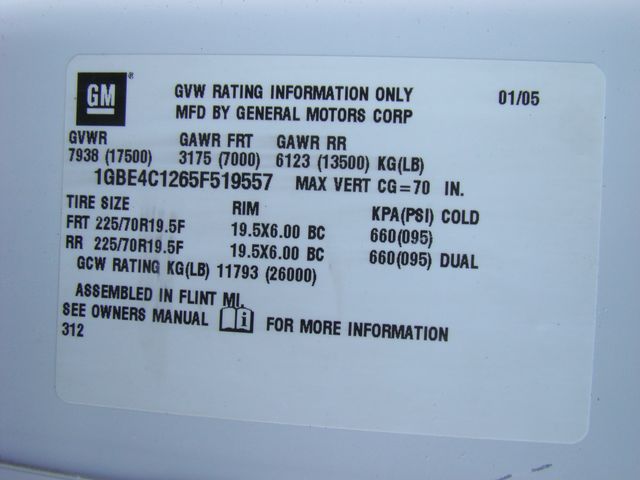 GM ®
GVW RATING INFORMATION ONLY 01/05
MFD BY GENERAL MOTORS CORP
GVWR GAWR FRT GAWR RR
7938 (17500) 3175 (7000) 6123 (13500) KG(LB)
1GBE4C1265F519557 MAX VERT CG=70 IN.
TIRE SIZE RIM KPA(PSI) COLD
FRT 225/70R19.5F 19.5X6.00 BC 660(095)
RR 225/70R19.5F 19.5X6.00 BC 660(095) DUAL
GCW RATING KG(LB) 11793 (26000)
ASSEMBLED IN FLINT MI.
SEE OWNERS MANUAL i FOR MORE INFORMATION
312